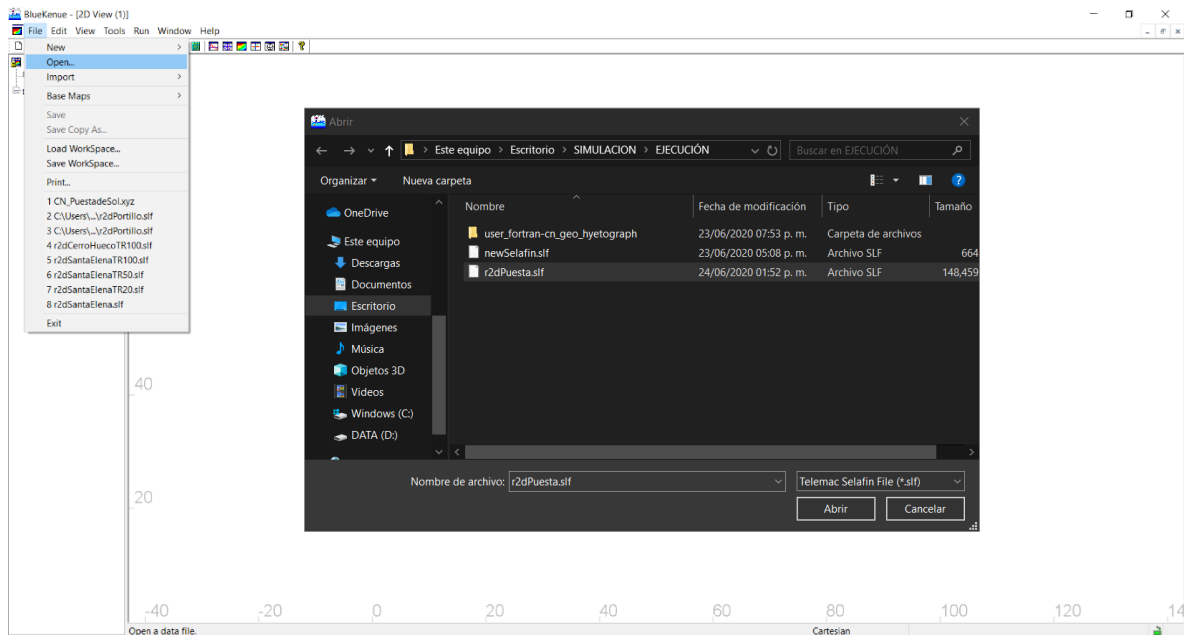 BlueKenue - [2D View (1)]
File Edit View Tools Run Window Help
New
Open...
Import
Base Maps
Save
Save Copy As...
Load WorkSpace...
Save WorkSpace...
Print...
1 CN_PuestadeSol.xyz
2 C:\Users\...\r2dPortillo.slf
3 C:\Users\...\r2dPortillo.slf
4 r2dCerroHuecoTR100.slf
5 r2dSantaElenaTR100.slf
6 r2dSantaElenaTR50.slf
7 r2dSantaElenaTR20.slf
8 r2dSantaElena.slf
Exit
Abrir
Este equipo > Escritorio > SIMULACION > EJECUCIÓN
Buscar en EJECUCIÓN
Organizar
Nueva carpeta
OneDrive
Este equipo
Descargas
Documentos
Escritorio
Imágenes
Música
Objetos 3D
Videos
Windows (C:)
DATA (D:)
Nombre Fecha de modificación Tipo Tamaño
user_fortran-cn_geo_hyetograph 23/06/2020 07:53 p. m. Carpeta de archivos
newSelafin.slf 23/06/2020 05:08 p. m. Archivo SLF 664
r2dPuesta.slf 24/06/2020 01:52 p. m. Archivo SLF 148,459
Nombre de archivo: r2dPuesta.slf
Telemac Selafin File (*.slf)
Abrir Cancelar
40
20
-40 -20 0 20 40 60 80 100 120 14
Open a data file. Cartesian